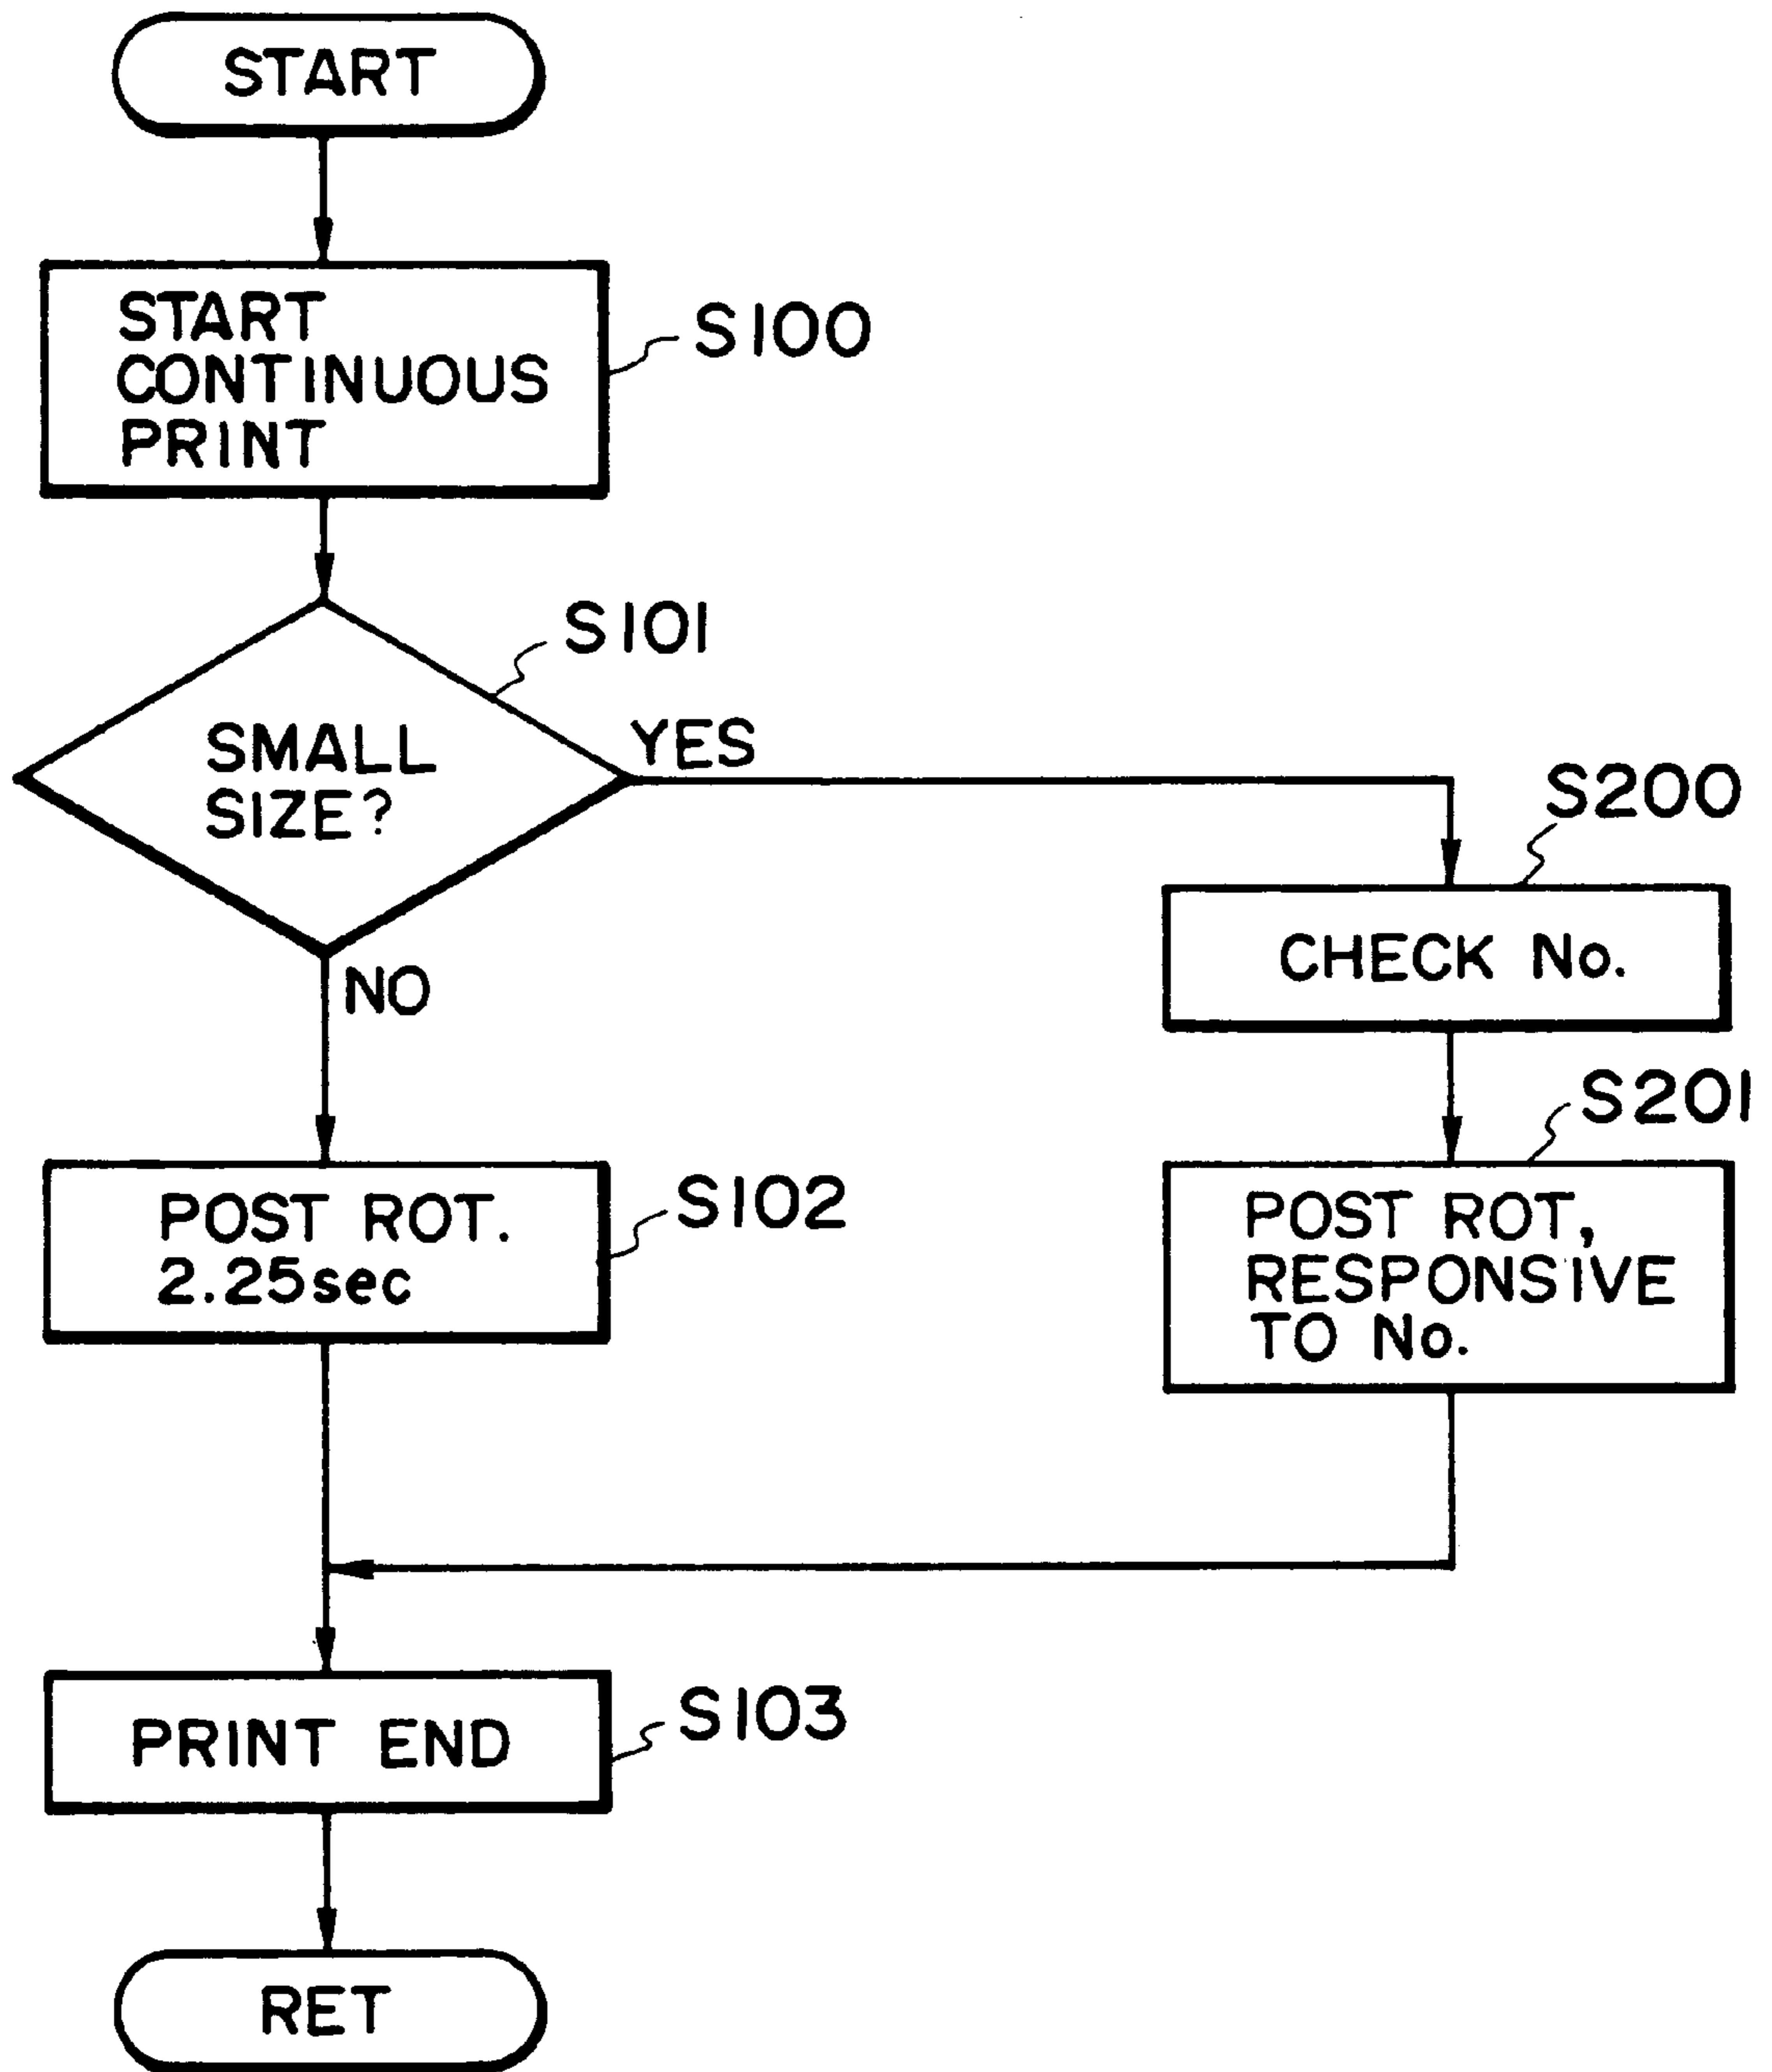 START
START
CONTINUOUS
PRINT
S100
S101
SMALL
SIZE?
YES
NO
S200
CHECK No.
S201
POST ROT.
2.25sec
S102
POST ROT,
RESPONSIVE
TO No.
PRINT END
S103
RET